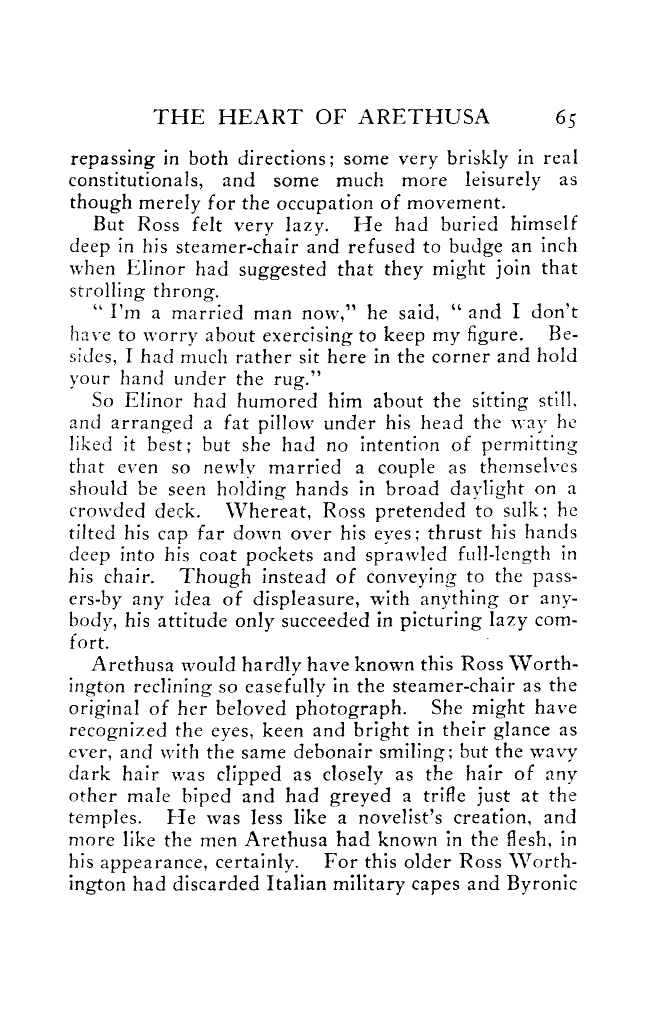 THE HEART OF ARETHUSA 65
repassing in both directions; some very briskly in real
constitutionals, and some much more leisurely as
though merely for the occupation of movement.
But Ross felt very lazy. He had buried himself
deep in his steamer-chair and refused to budge an inch
when Elinor had suggested that they might join that
strolling throng.
“ I’m a married man now,” he said, “ and I don’t
have to worry about exercising to keep my figure. Be-
sides, I had much rather sit here in the corner and hold
your hand under the rug.”
So Elinor had humored him about the sitting still,
and arranged a fat pillow under his head the way he
liked it best; but she had no intention of permitting
that even so newly married a couple as themselves
should be seen holding hands in broad daylight on a
crowded deck. Whereat, Ross pretended to sulk; he
tilted his cap far down over his eyes; thrust his hands
deep into his coat pockets and sprawled full-length in
his chair. Though instead of conveying to the pass-
ers-by any idea of displeasure, with anything or any-
body, his attitude only succeeded in picturing lazy com-
fort.
Arethusa would hardly have known this Ross Worth-
ington reclining so easefully in the steamer-chair as the
original of her beloved photograph. She might have
recognized the eyes, keen and bright in their glance as
ever, and with the same debonair smiling; but the wavy
dark hair was clipped as closely as the hair of any
other male biped and had greyed a trifle just at the
temples. He was less like a novelist’s creation, and
more like the men Arethusa had known in the flesh, in
his appearance, certainly. For this older Ross Worth-
ington had discarded Italian military capes and Byronic